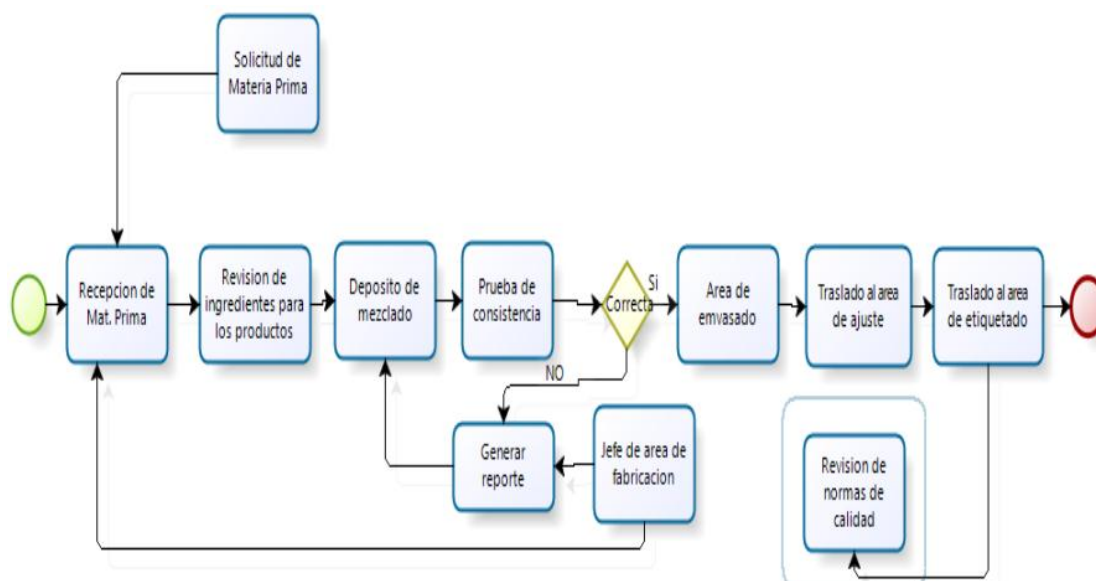 Solicitud de
Materia Prima
Recepcion de
Mat. Prima
Revision de
ingredientes para
los productos
Deposito de
mezclado
Prueba de
consistencia
Correcta
Si
Area de
emvasado
Traslado al area
de ajuste
Traslado al area
de etiquetado
NO
Generar
reporte
Jefe de area de
fabricacion
Revision de
normas de
calidad